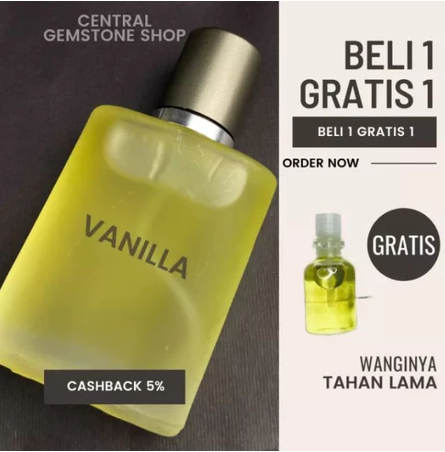 CENTRAL
GEMSTONE SHOP
VANILLA
CASHBACK 5%
BELI 1
GRATIS 1
BELI 1 GRATIS 1
ORDER NOW
GRATIS
WANGINYA
TAHAN LAMA